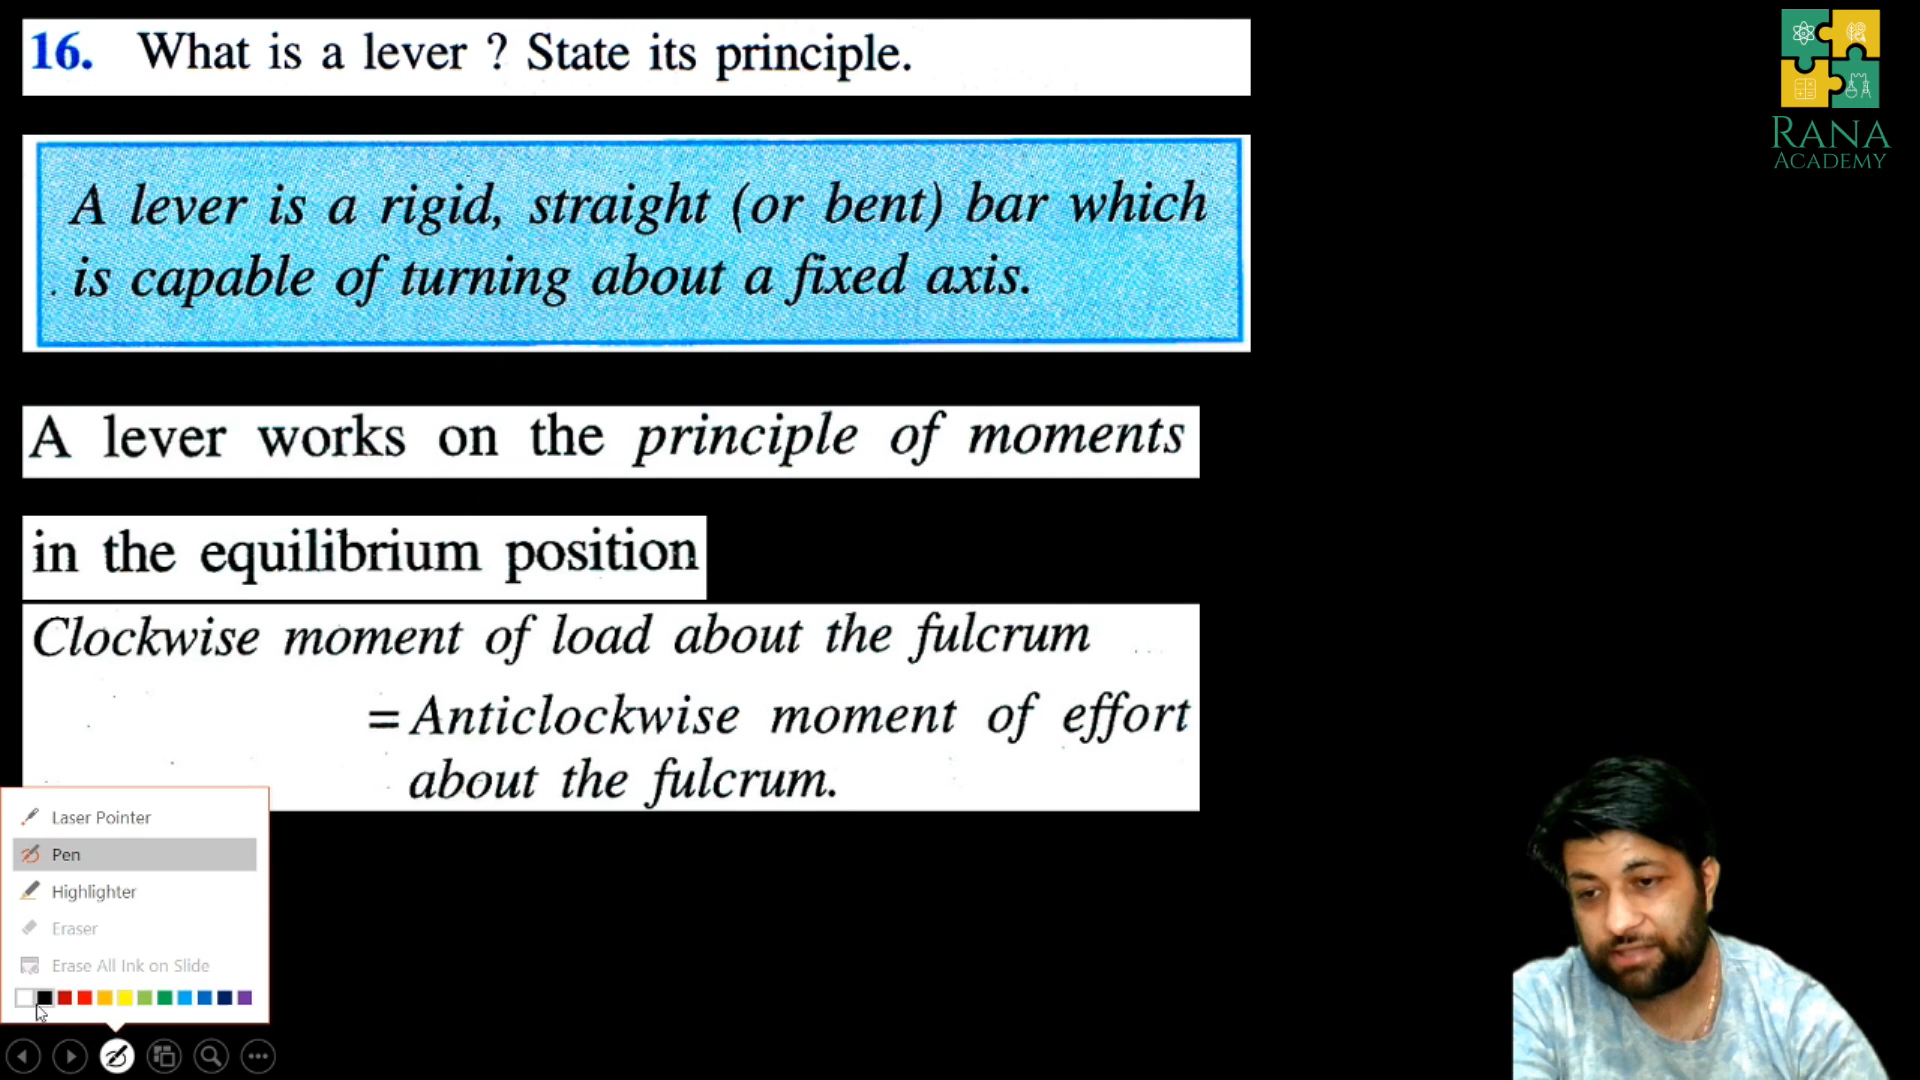 16. What is a lever ? State its principle.
RANA
ACADEMY
A lever is a rigid, straight (or bent) bar which
is capable of turning about a fixed axis.
A lever works on the principle of moments
in the equilibrium position
Clockwise moment of load about the fulcrum
= Anticlockwise moment of effort
about the fulcrum.
Laser Pointer
Pen
Highlighter
Eraser
Erase All Ink on Slide